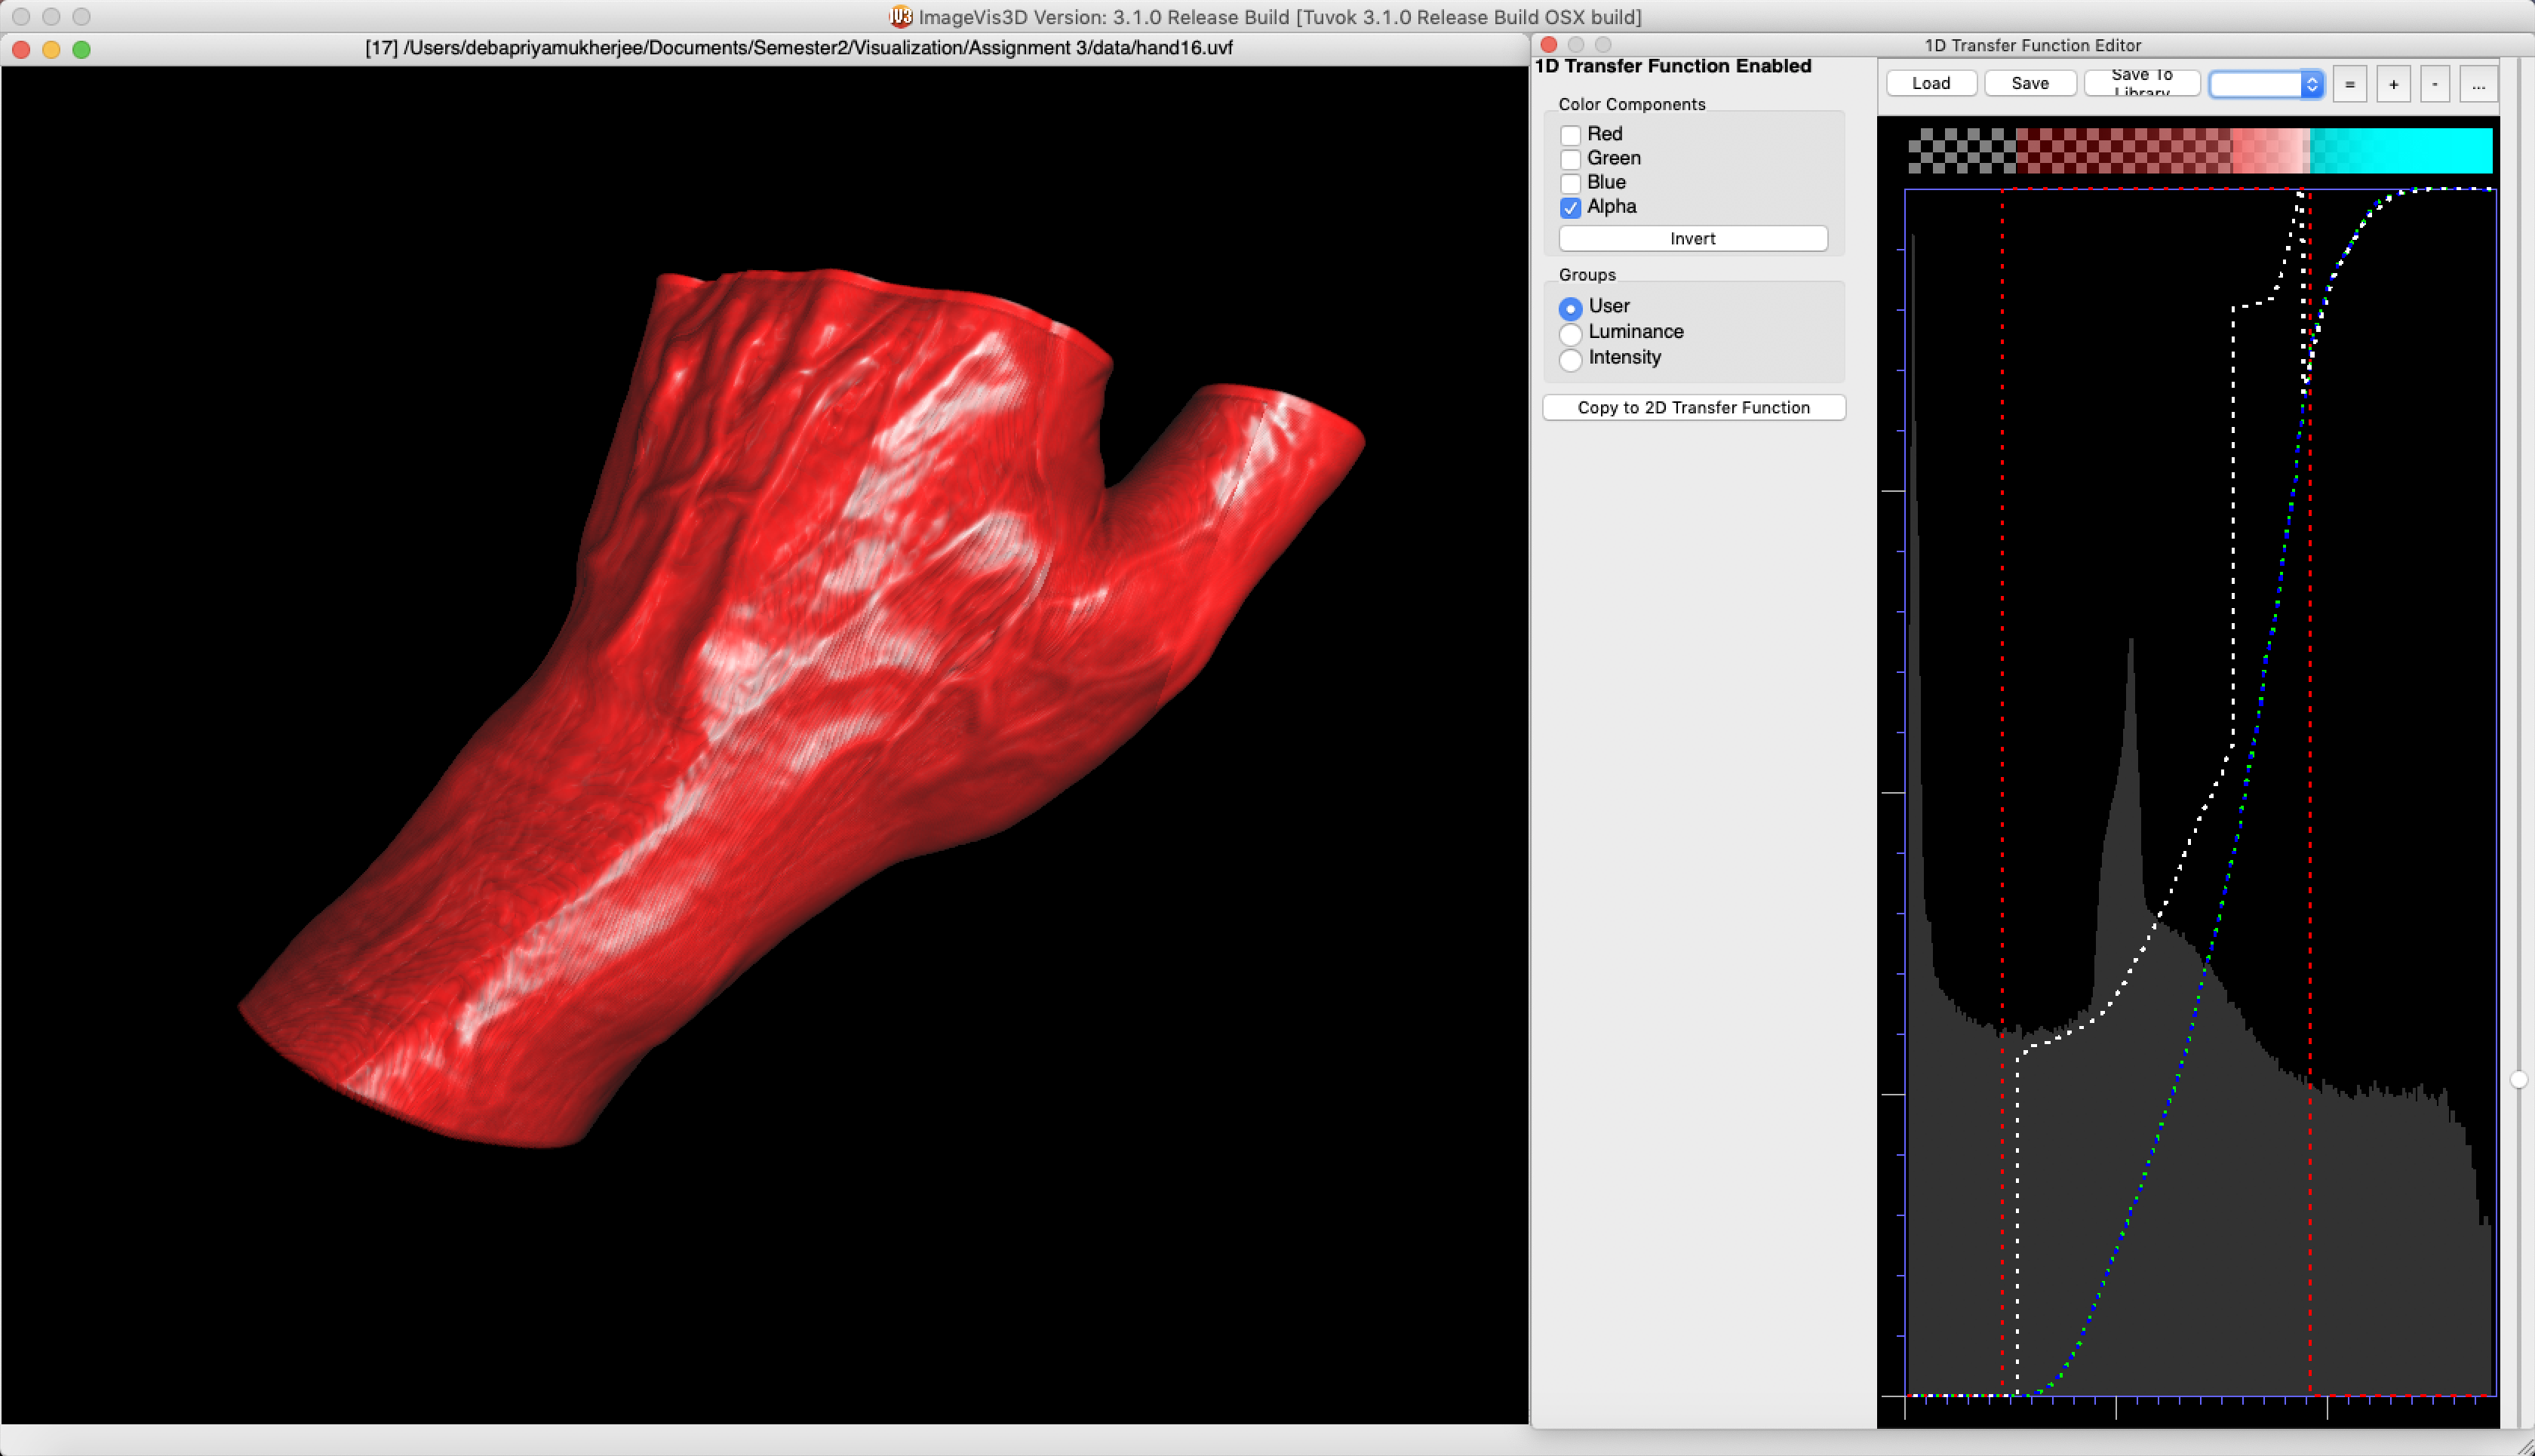 ImageVis3D Version: 3.1.0 Release Build [Tuvok 3.1.0 Release Build OSX build]
[17] /Users/debapriyamukherjee/Documents/Semester2/Visualization/Assignment 3/data/hand16.uvf
1D Transfer Function Editor
1D Transfer Function Enabled
Color Components
Red
Green
Blue
Alpha
Invert
Groups
User
Luminance
Intensity
Copy to 2D Transfer Function
Load
Save
Save To
Library
=
+
-
...